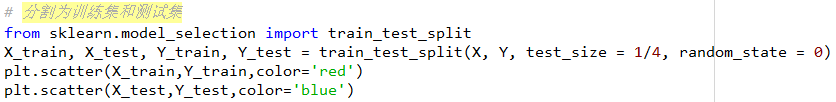 # 分割为训练集和测试集
from sklearn.model_selection import train_test_split
X_train, X_test, Y_train, Y_test = train_test_split(X, Y, test_size = 1/4, random_state = 0)
plt.scatter(X_train,Y_train,color='red')
plt.scatter(X_test,Y_test,color='blue')